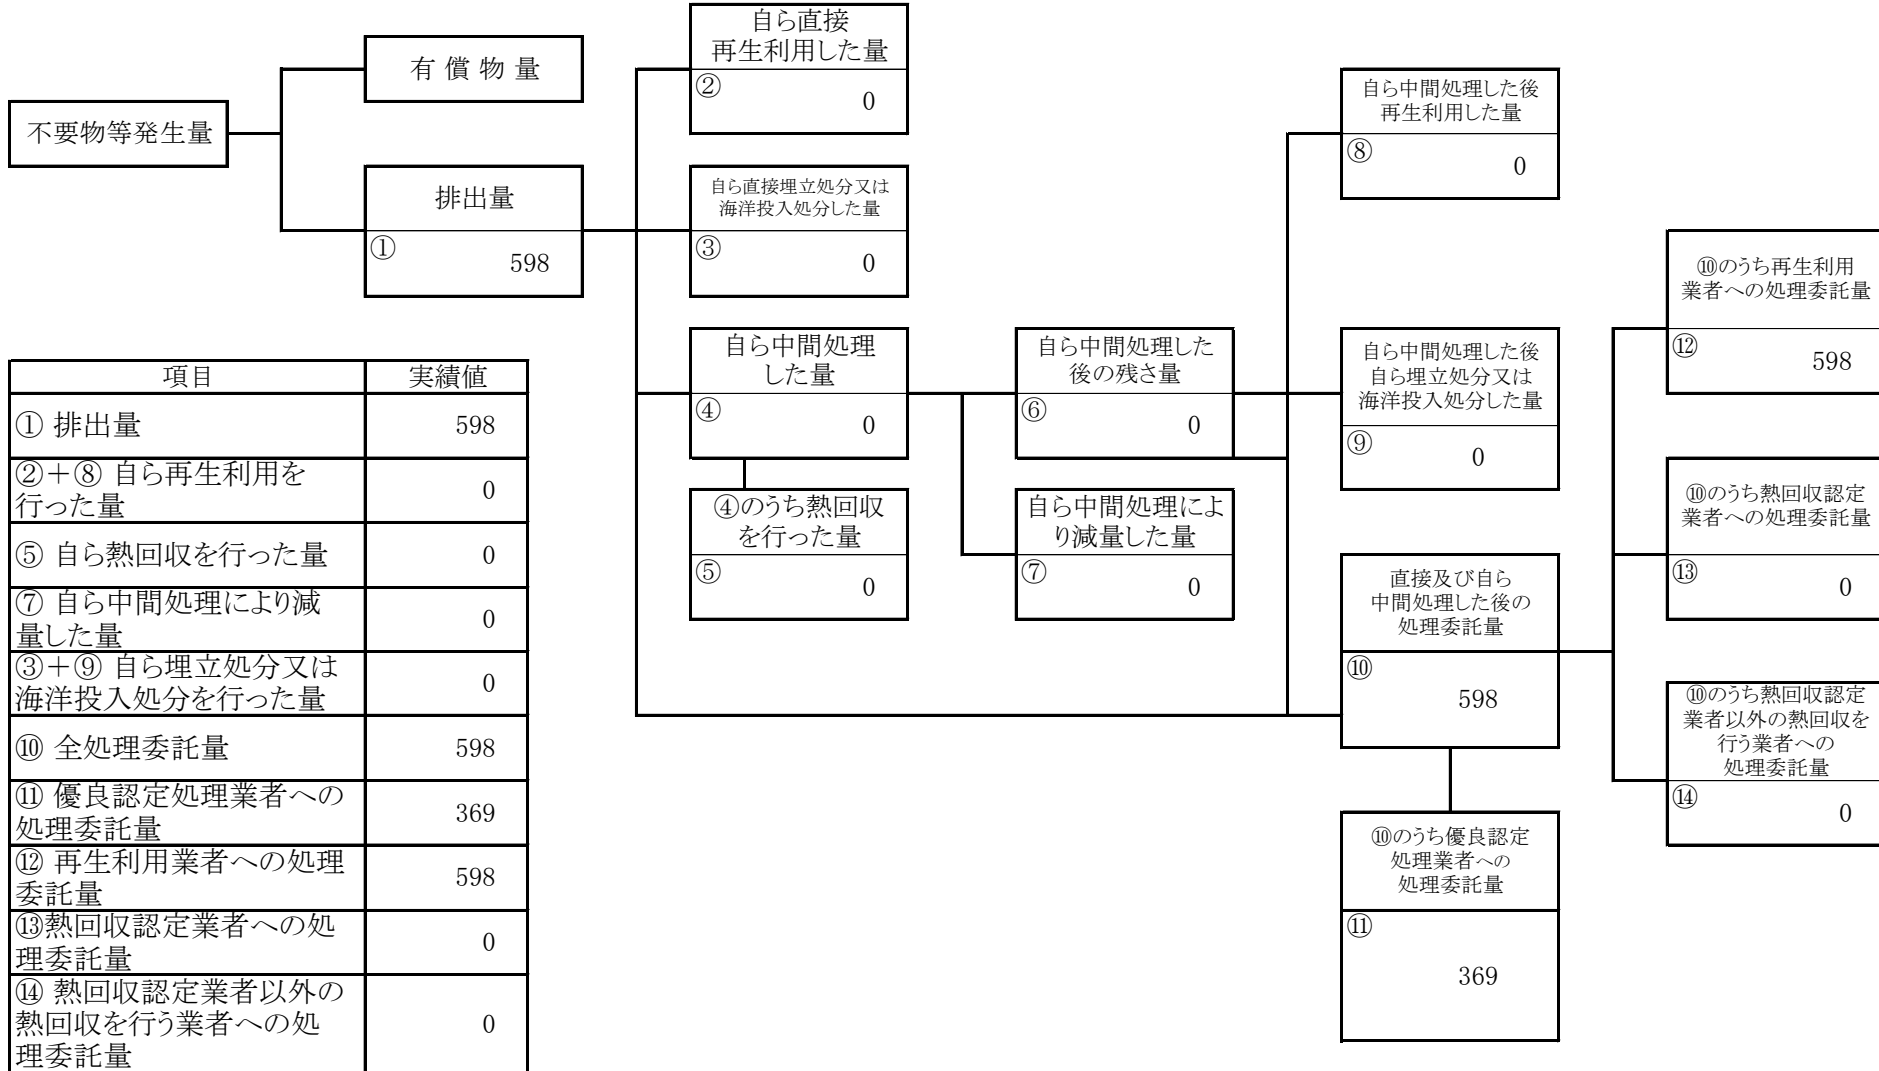 不要物等発生量
有 償 物 量
排出量
①
598
自ら直接
再生利用した量
②
0
自ら直接埋立処分又は
海洋投入処分した量
③
0
自ら中間処理
した量
④
0
④のうち熱回収
を行った量
⑤
0
自ら中間処理した
後の残さ量
⑥
0
自ら中間処理によ
り減量した量
⑦
0
自ら中間処理した後
再生利用した量
⑧
0
自ら中間処理した後
自ら埋立処分又は
海洋投入処分した量
⑨
0
直接及び自ら
中間処理した後の
処理委託量
⑩
598
⑩のうち優良認定
処理業者への
処理委託量
⑪
369
⑩のうち再生利用
業者への処理委託量
⑫
598
⑩のうち熱回収認定
業者への処理委託量
⑬
0
⑩のうち熱回収認定
業者以外の熱回収を
行う業者への
処理委託量
⑭
0
項目 実績値
① 排出量 598
②＋⑧ 自ら再生利用を
行った量 0
⑤ 自ら熱回収を行った量 0
⑦ 自ら中間処理により減
量した量 0
③＋⑨ 自ら埋立処分又は
海洋投入処分を行った量 0
⑩ 全処理委託量 598
⑪ 優良認定処理業者への
処理委託量 369
⑫ 再生利用業者への処理
委託量 598
⑬熱回収認定業者への処
理委託量 0
⑭ 熱回収認定業者以外の
熱回収を行う業者への処 0
理委託量